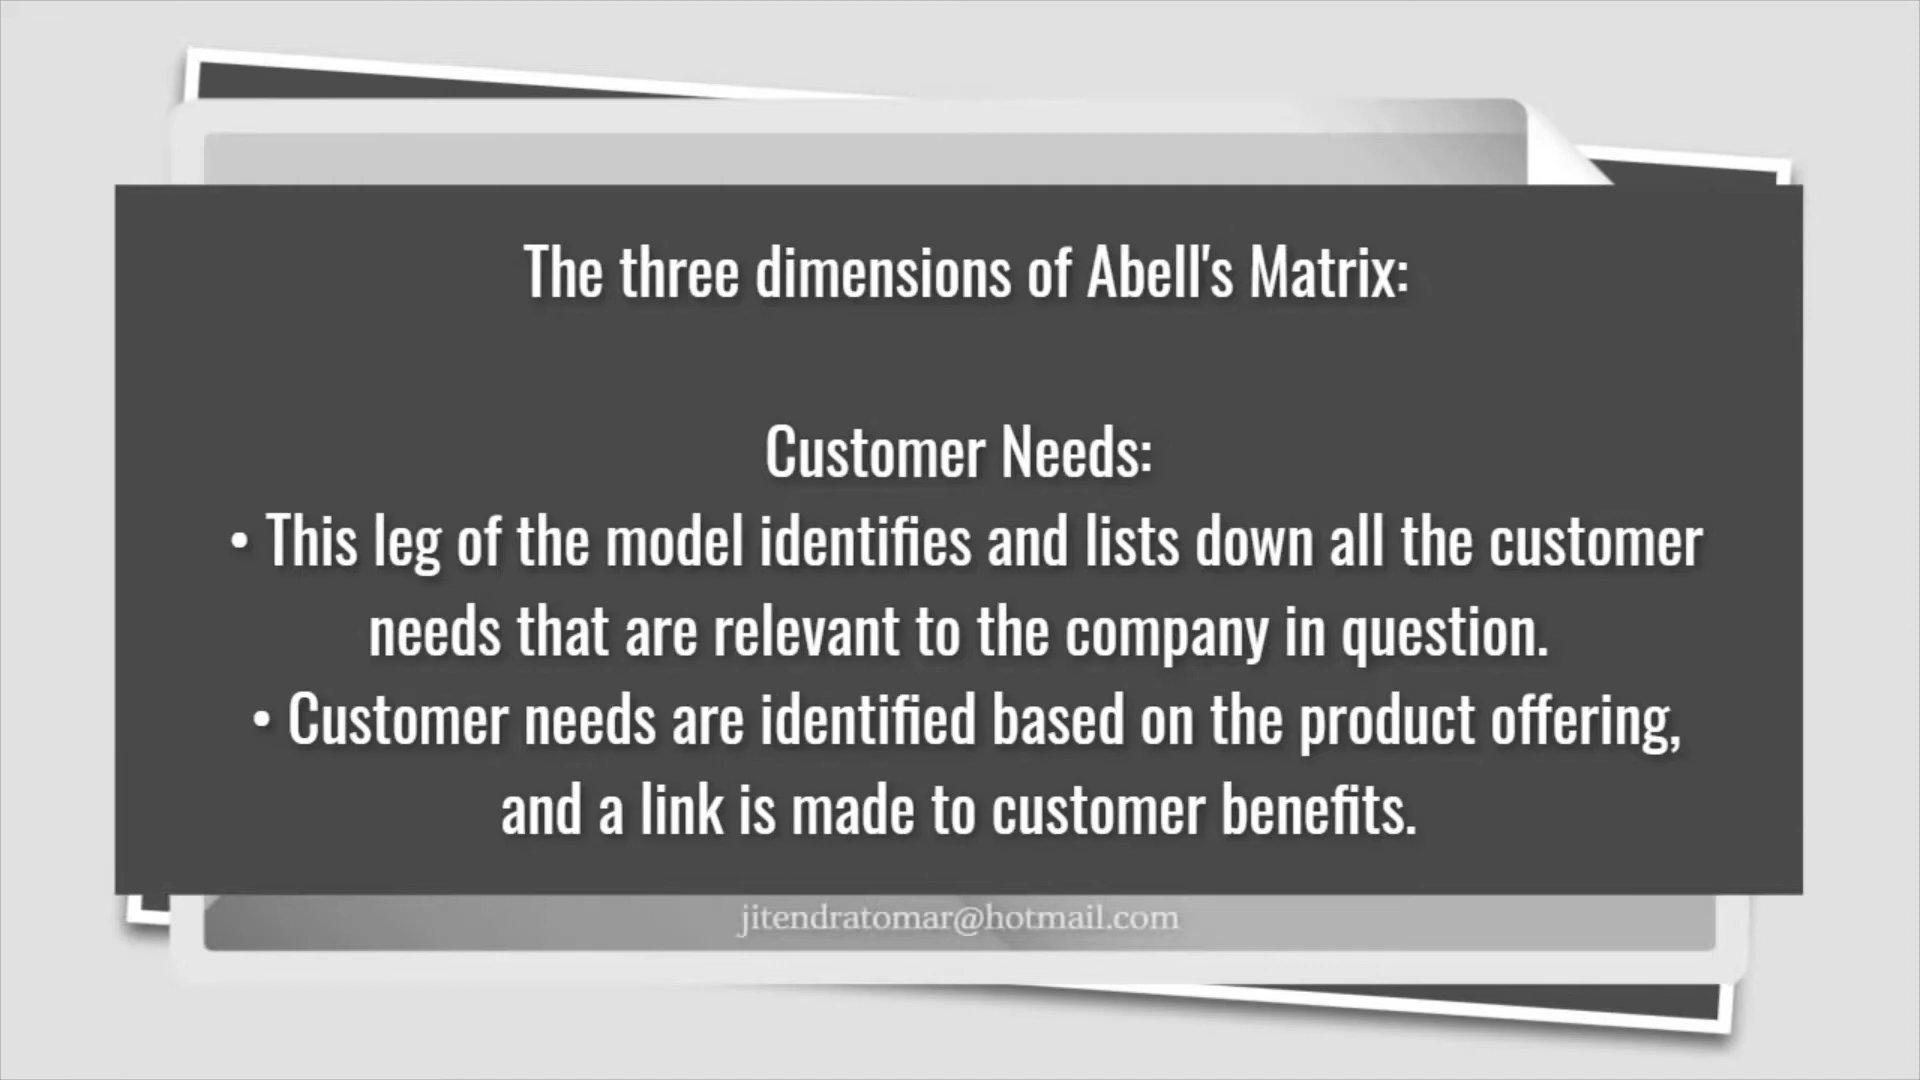 The three dimensions of Abell's Matrix:
Customer Needs:
• This leg of the model identifies and lists down all the customer
needs that are relevant to the company in question.
• Customer needs are identified based on the product offering,
and a link is made to customer benefits.
jitendratomar@hotmail.com